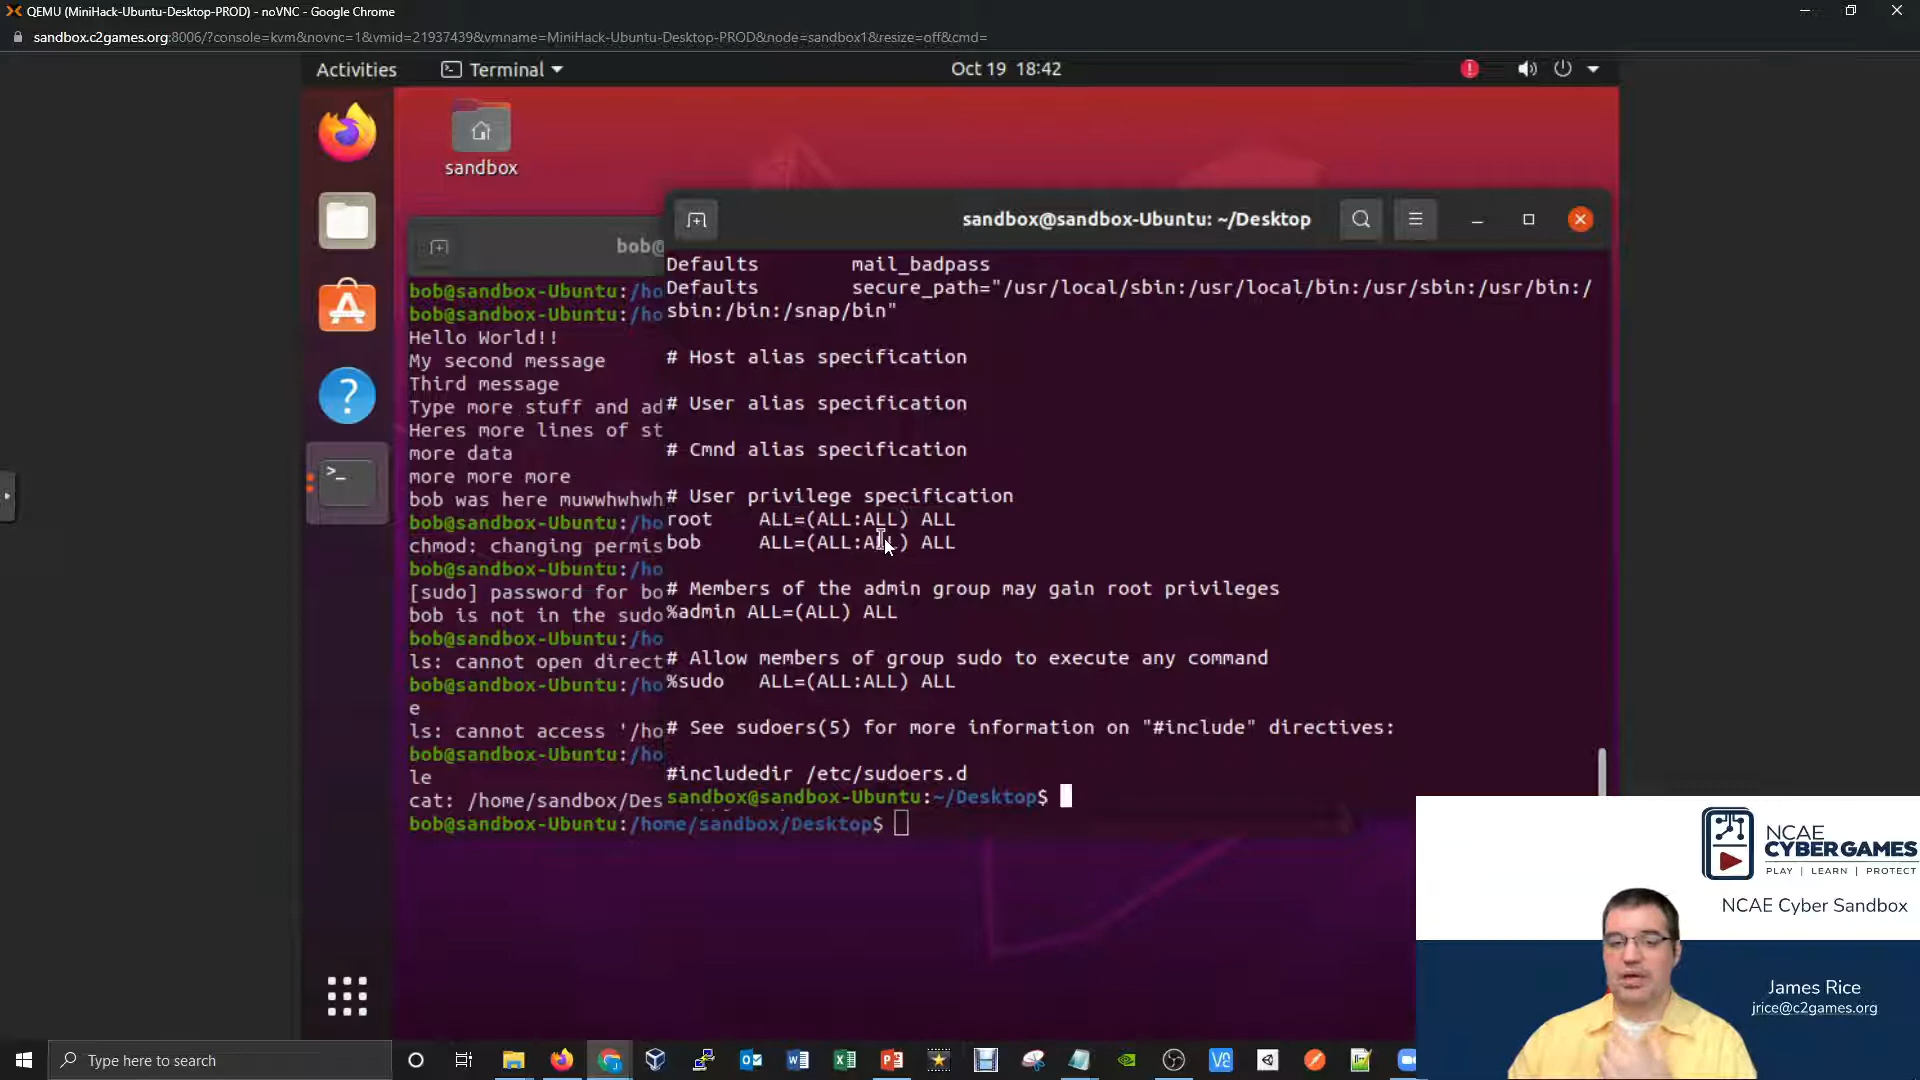 QEMU (MiniHack-Ubuntu-Desktop-PROD) - noVNC - Google Chrome
sandbox.c2games.org:8006/?console=kvm&novnc=1&vmid=21937439&vmname=MiniHack-Ubuntu-Desktop-PROD&node=sandbox1&resize=off&cmd=
Activities
Terminal
Oct 19 18:42
sandbox
bob@
bob@sandbox-Ubuntu:/ho
bob@sandbox-Ubuntu:/ho
Hello World!!
My second message
Third message
Type more stuff and ad
Heres more lines of st
more data
more more more
bob was here muwwhwhwh
bob@sandbox-Ubuntu:/ho
chmod: changing permis
bob@sandbox-Ubuntu:/ho
[sudo] password for bo
bob is not in the sudo
bob@sandbox-Ubuntu:/ho
ls: cannot open direct
bob@sandbox-Ubuntu:/ho
e
ls: cannot access '/ho
bob@sandbox-Ubuntu:/ho
le
cat: /home/sandbox/Des
bob@sandbox-Ubuntu:/home/sandbox/Desktop$
sandbox@sandbox-Ubuntu: ~/Desktop
Defaults mail_badpass
Defaults secure_path="/usr/local/sbin:/usr/local/bin:/usr/sbin:/usr/bin:/
sbin:/bin:/snap/bin"
# Host alias specification
# User alias specification
# Cmnd alias specification
# User privilege specification
root ALL=(ALL:ALL) ALL
bob ALL=(ALL:ALL) ALL
# Members of the admin group may gain root privileges
%admin ALL=(ALL) ALL
# Allow members of group sudo to execute any command
%sudo ALL=(ALL:ALL) ALL
# See sudoers(5) for more information on "#include" directives:
#includedir /etc/sudoers.d
sandbox@sandbox-Ubuntu:~/Desktop$
NCAE
CYBERGAMES
PLAY | LEARN | PROTECT
NCAE Cyber Sandbox
James Rice
jrice@c2games.org
Type here to search